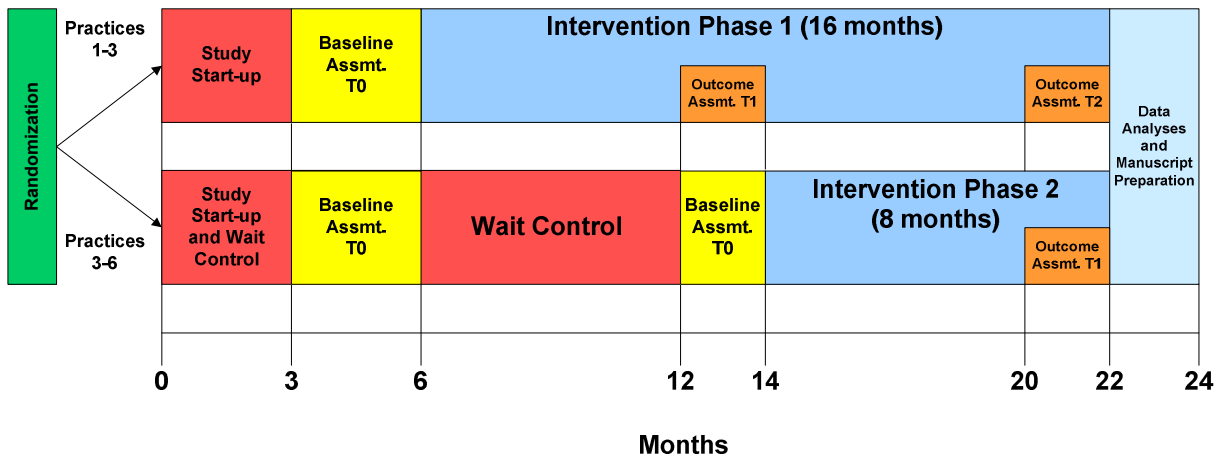 Randomization
Practices
1-3
Study
Start-up
Baseline
Assmt.
T0
Intervention Phase 1 (16 months)
Outcome
Assmt. T1
Outcome
Assmt. T2
Data
Analyses
and
Manuscript
Preparation
Practices
3-6
Study
Start-up
and Wait
Control
Baseline
Assmt.
T0
Wait Control
Baseline
Assmt.
T0
Intervention Phase 2
(8 months)
Outcome
Assmt. T1
0 3 6 12 14 20 22 24
Months